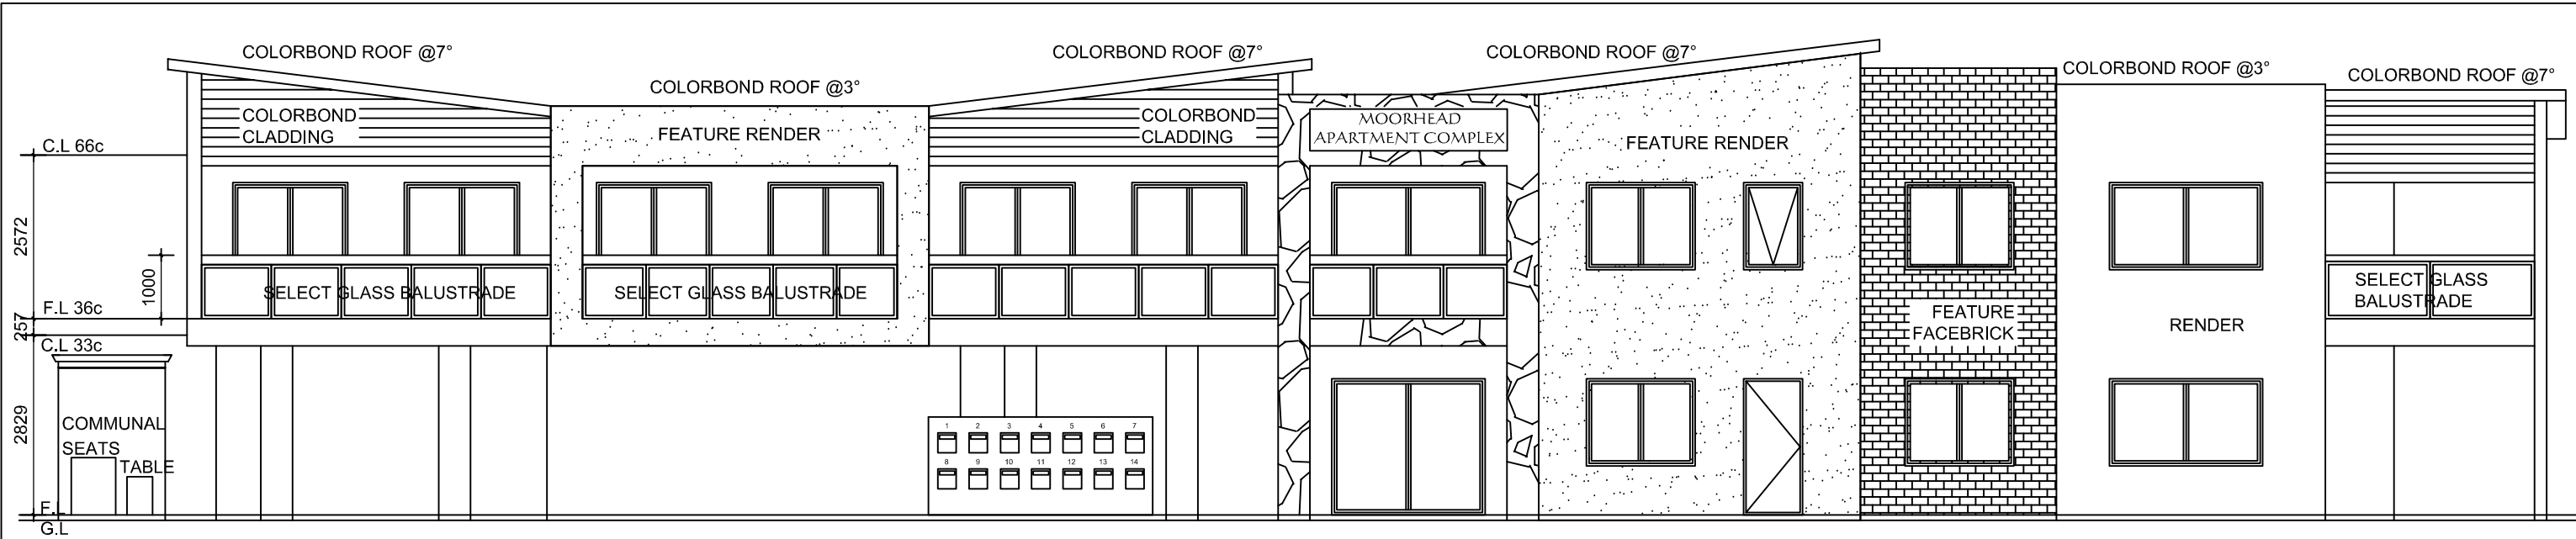 COLORBOND ROOF @7°
COLORBOND ROOF @3°
COLORBOND ROOF @7°
COLORBOND ROOF @7°
COLORBOND ROOF @3°
COLORBOND ROOF @7°
COLORBOND
CLADDING
FEATURE RENDER
COLORBOND
CLADDING
MOORHEAD
APARTMENT COMPLEX
FEATURE RENDER
C.L 66c
2572
1000
F.L 36c
257
C.L 33c
2829
F.L
G.L
SELECT GLASS BALUSTRADE
SELECT GLASS BALUSTRADE
SELECT GLASS
BALUSTRADE
FEATURE
FACEBRICK
RENDER
COMMUNAL
SEATS
TABLE
1 2 3 4 5 6 7
8 9 10 11 12 13 14